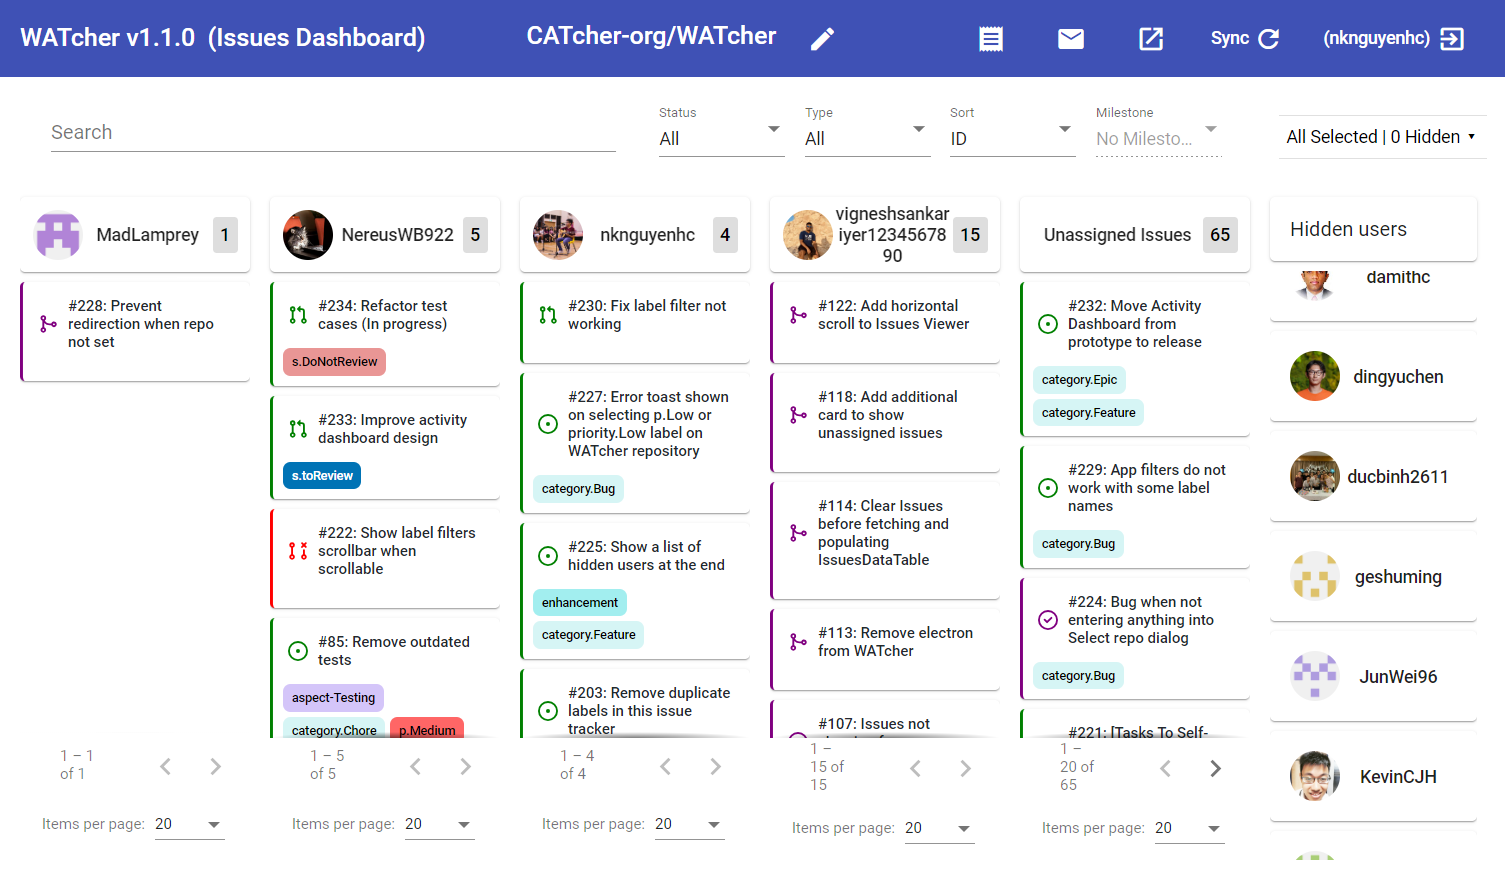 WATcher v1.1.0 (Issues Dashboard)
CATcher-org/WATcher
Sync
(nknguyenhc)
Search
Status
All
Type
All
Sort
ID
Milestone
No Milesto...
All Selected | 0 Hidden
MadLamprey
1
#228: Prevent
redirection when repo
not set
1 – 1
of 1
Items per page: 20
NereusWB922
5
#234: Refactor test
cases (In progress)
s.DoNotReview
#233: Improve activity
dashboard design
s.toReview
#222: Show label filters
scrollbar when
scrollable
#85: Remove outdated
tests
aspect-Testing
category.Chore p.Medium
1 – 5
of 5
Items per page: 20
nknguyenhc
4
#230: Fix label filter not
working
#227: Error toast shown
on selecting p.Low or
priority.Low label on
WATcher repository
category.Bug
#225: Show a list of
hidden users at the end
enhancement
category.Feature
#203: Remove duplicate
labels in this issue
tracker
1 – 4
of 4
Items per page: 20
vigneshsankar
iyer12345678
90
15
#122: Add horizontal
scroll to Issues Viewer
#118: Add additional
card to show
unassigned issues
#114: Clear Issues
before fetching and
populating
IssuesDataTable
#113: Remove electron
from WATcher
#107: Issues not
1 –
15 of
15
Items per page: 20
Unassigned Issues
65
#232: Move Activity
Dashboard from
prototype to release
category.Epic
category.Feature
#229: App filters do not
work with some label
names
category.Bug
#224: Bug when not
entering anything into
Select repo dialog
category.Bug
#221: [Tasks To Self-
1 –
20 of
65
Items per page: 20
Hidden users
damithc
dingyuchen
ducbinh2611
geshuming
JunWei96
KevinCJH